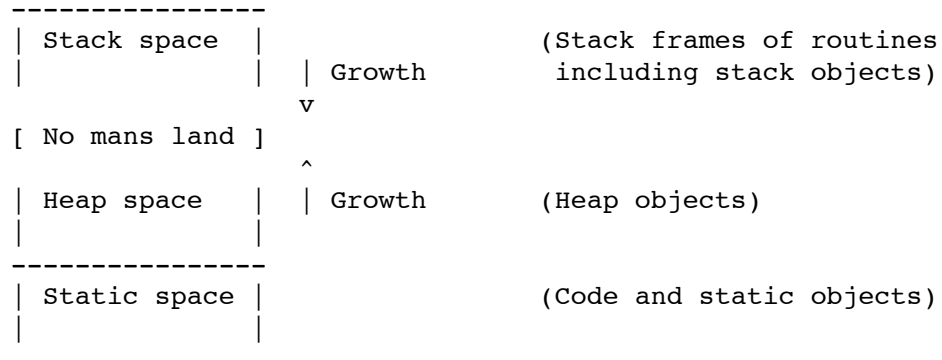 ----------------
| Stack space  |                 (Stack frames of routines
|              |  | Growth        including stack objects)
                  v
[ No mans land ]
                  ^
| Heap space   |  | Growth       (Heap objects)
|              |
----------------
| Static space |                 (Code and static objects)
|              |